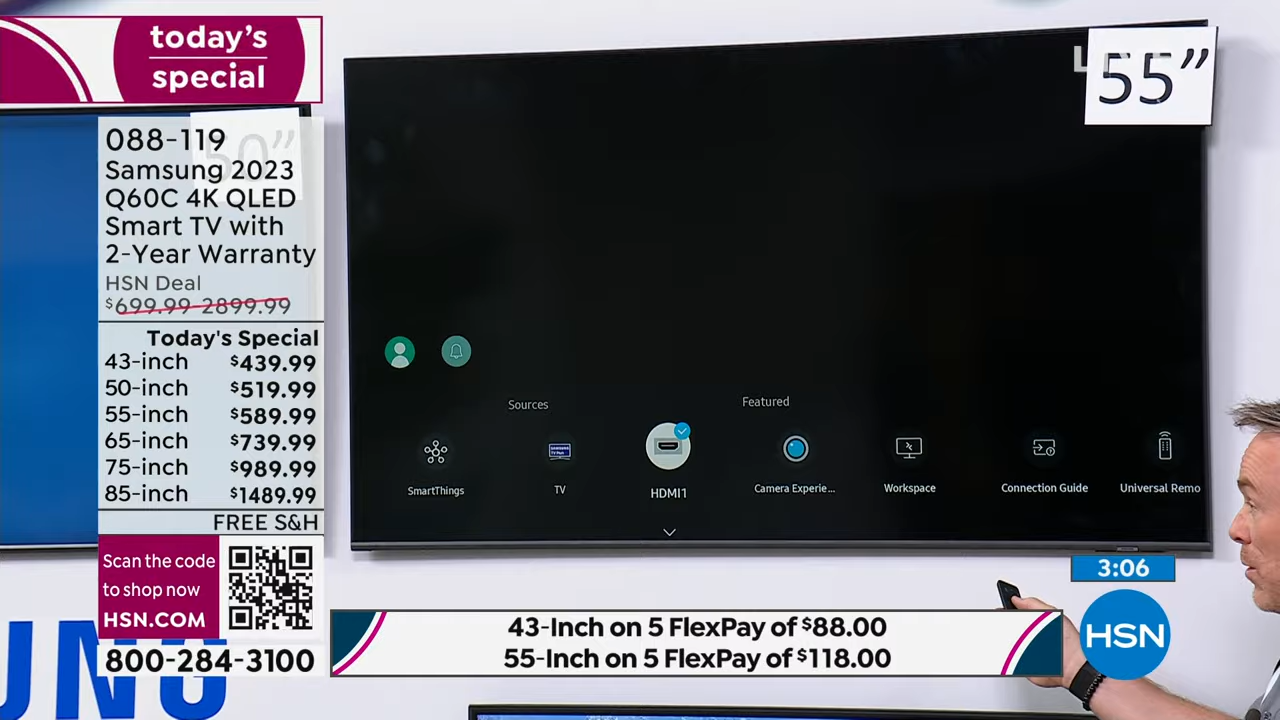 today's
special
088-119
Samsung 2023
Q60C 4K QLED
Smart TV with
2-Year Warranty
HSN Deal
$699.99-2899.99
Today's Special
43-inch $439.99
50-inch $519.99
55-inch $589.99
65-inch $739.99
75-inch $989.99
85-inch $1489.99
FREE S&H
Scan the code
to shop now
HSN.COM
800-284-3100
50”
55”
Sources
Featured
SmartThings
TV
HDMI1
Camera Experie...
Workspace
Connection Guide
Universal Remo
3:06
HSN
43-Inch on 5 FlexPay of $88.00
55-Inch on 5 FlexPay of $118.00
UNG